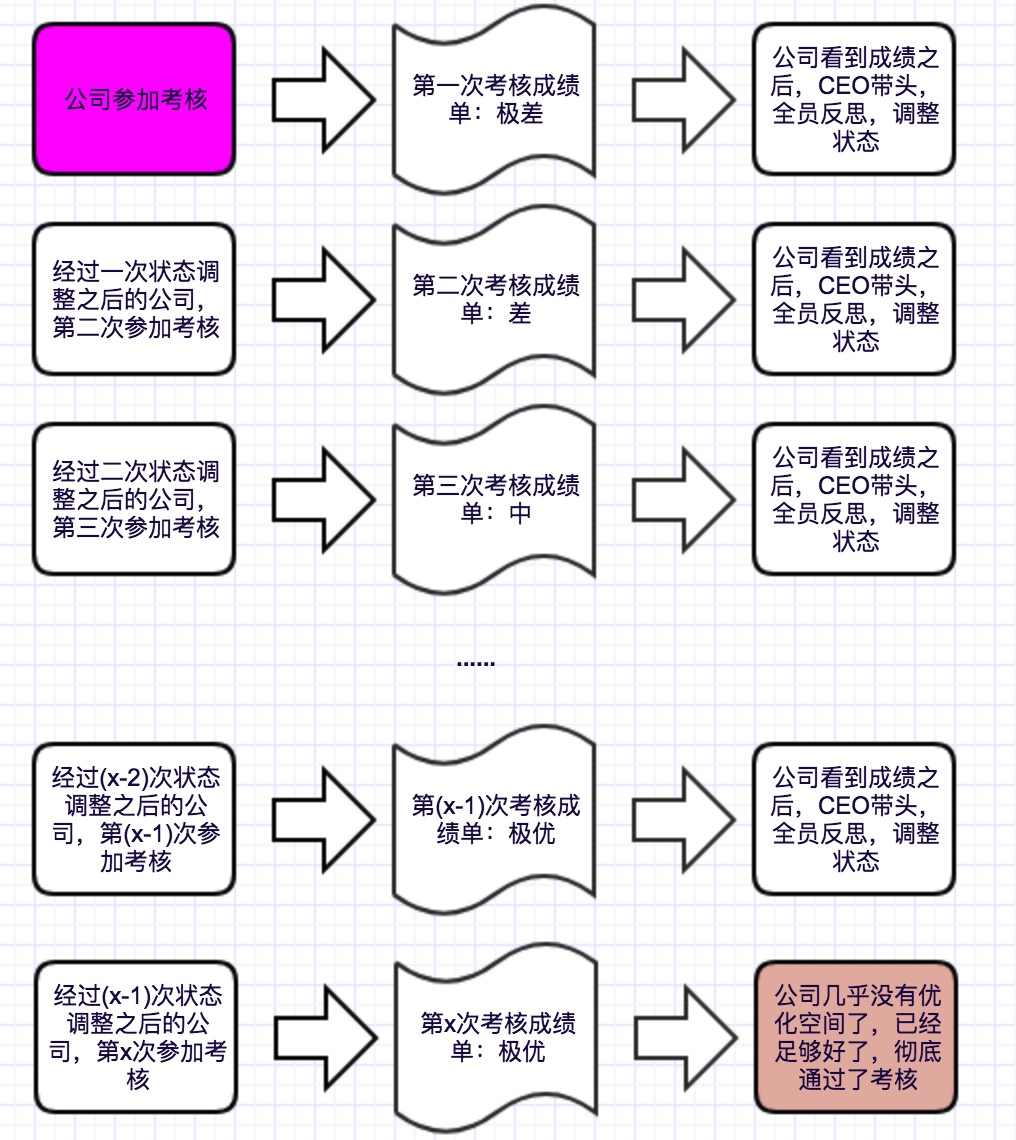 公司参加考核
第一次考核成绩
单：极差
公司看到成绩之
后，CEO带头，
全员反思，调整
状态
经过一次状态调
整之后的公司，
第二次参加考核
第二次考核成绩
单：差
公司看到成绩之
后，CEO带头，
全员反思，调整
状态
经过二次状态调
整之后的公司，
第三次参加考核
第三次考核成绩
单：中
公司看到成绩之
后，CEO带头，
全员反思，调整
状态
......
经过(x-2)次状态
调整之后的公
司，第(x-1)次参
加考核
第(x-1)次考核成
绩单：极优
公司看到成绩之
后，CEO带头，
全员反思，调整
状态
经过(x-1)次状态
调整之后的公
司，第x次参加考
核
第x次考核成绩
单：极优
公司几乎没有优
化空间了，已经
足够好了，彻底
通过了考核